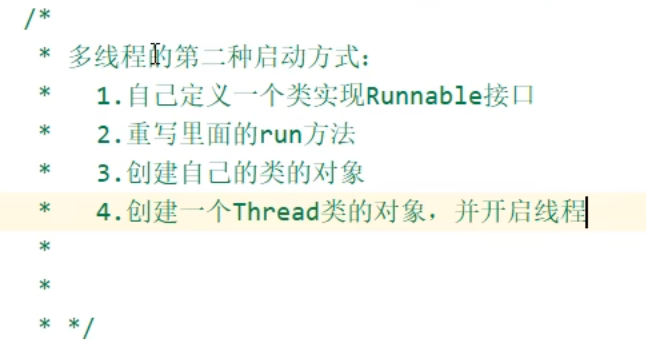 /*
* 多线程的第二种启动方式：
* 1.自己定义一个类实现Runnable接口
* 2.重写里面的run方法
* 3.创建自己的类的对象
* 4.创建一个Thread类的对象，并开启线程
*
*
* */